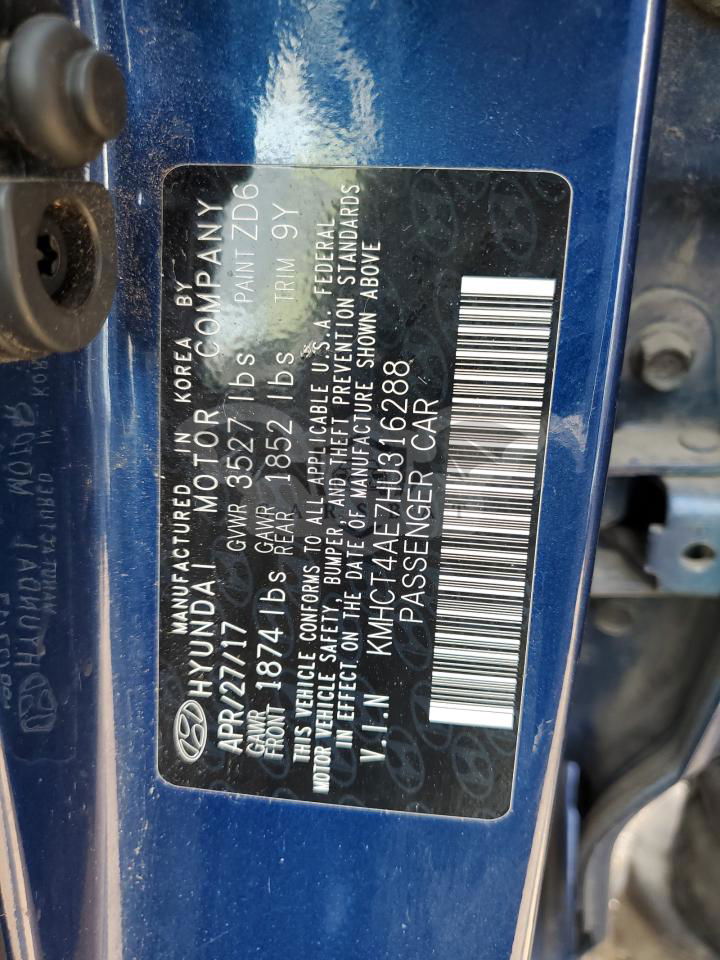 MANUFACTURED IN KOREA BY
HYUNDAI MOTOR COMPANY
APR/27/17 GVWR 3527 lbs PAINT ZD6
GAWR FRONT 1874 lbs GAWR REAR 1852 lbs TRIM 9Y
THIS VEHICLE CONFORMS TO ALL APPLICABLE U.S.A. FEDERAL
MOTOR VEHICLE SAFETY, BUMPER, AND THEFT PREVENTION STANDARDS
IN EFFECT ON THE DATE OF MANUFACTURE SHOWN ABOVE
V.I.N KMHCT4AE7HU316288
PASSENGER CAR